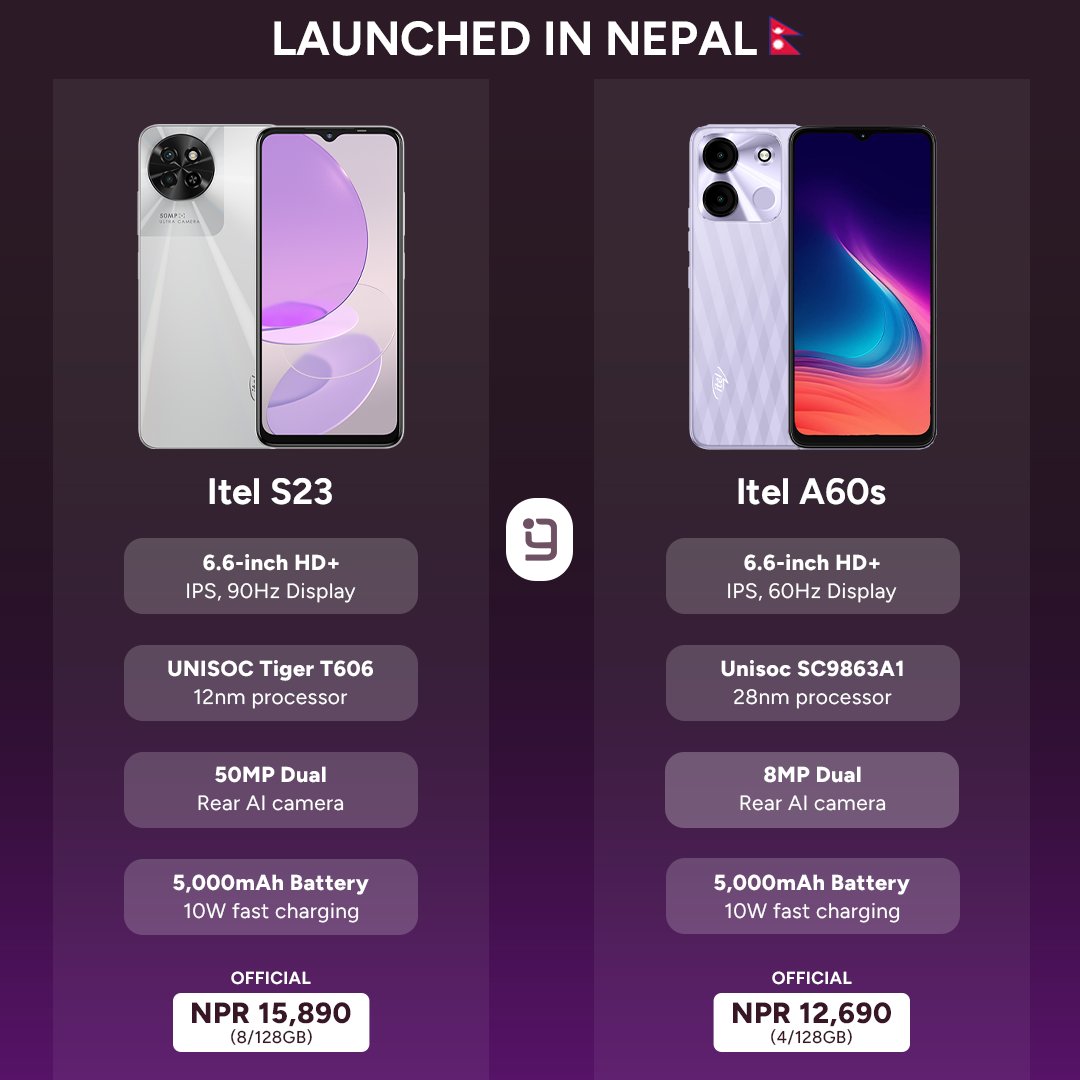 LAUNCHED IN NEPAL
50MP
ULTRA CAMERA
itel
itel
Itel S23
6.6-inch HD+
IPS, 90Hz Display
UNISOC Tiger T606
12nm processor
50MP Dual
Rear AI camera
5,000mAh Battery
10W fast charging
OFFICIAL
NPR 15,890
(8/128GB)
Itel A60s
6.6-inch HD+
IPS, 60Hz Display
Unisoc SC9863A1
28nm processor
8MP Dual
Rear AI camera
5,000mAh Battery
10W fast charging
OFFICIAL
NPR 12,690
(4/128GB)